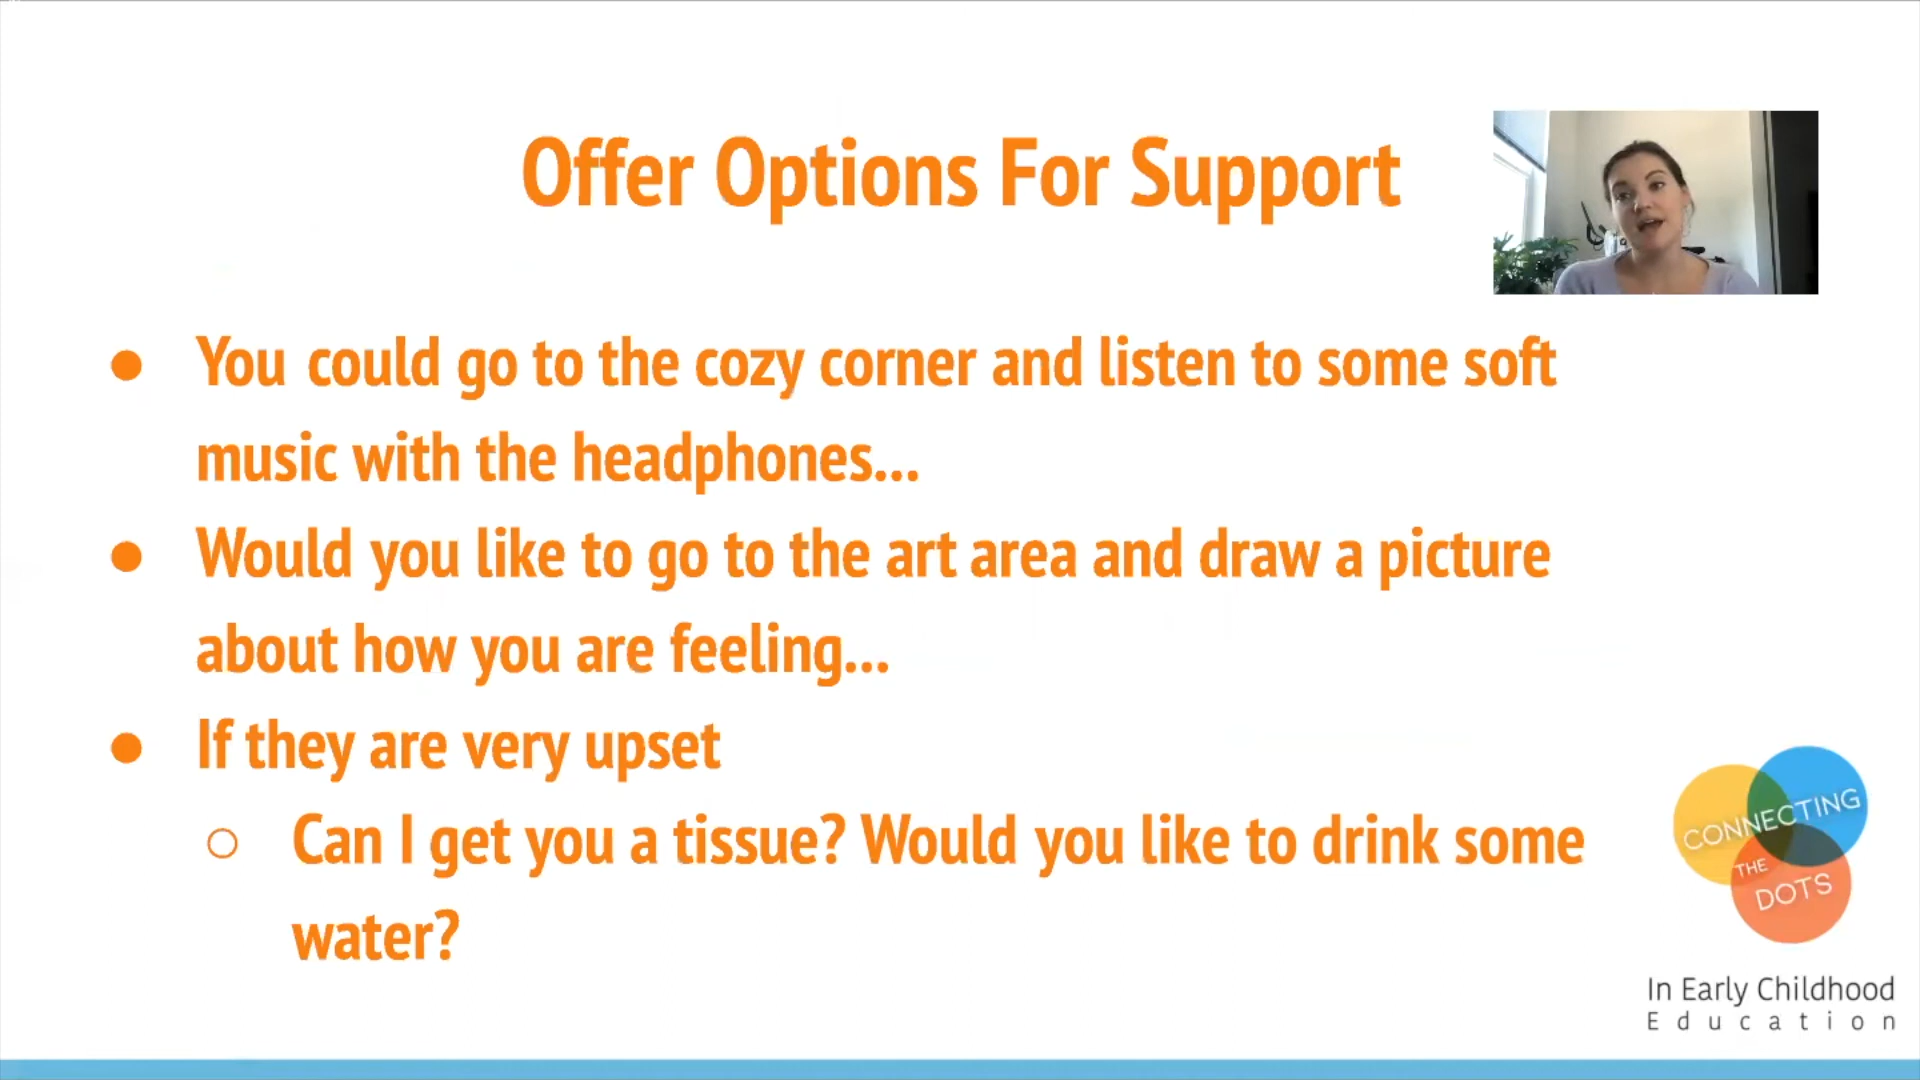 Offer Options For Support
● You could go to the cozy corner and listen to some soft
music with the headphones...
● Would you like to go to the art area and draw a picture
about how you are feeling...
● If they are very upset
○ Can I get you a tissue? Would you like to drink some
water?
CONNECTING
THE
DOTS
In Early Childhood
Education